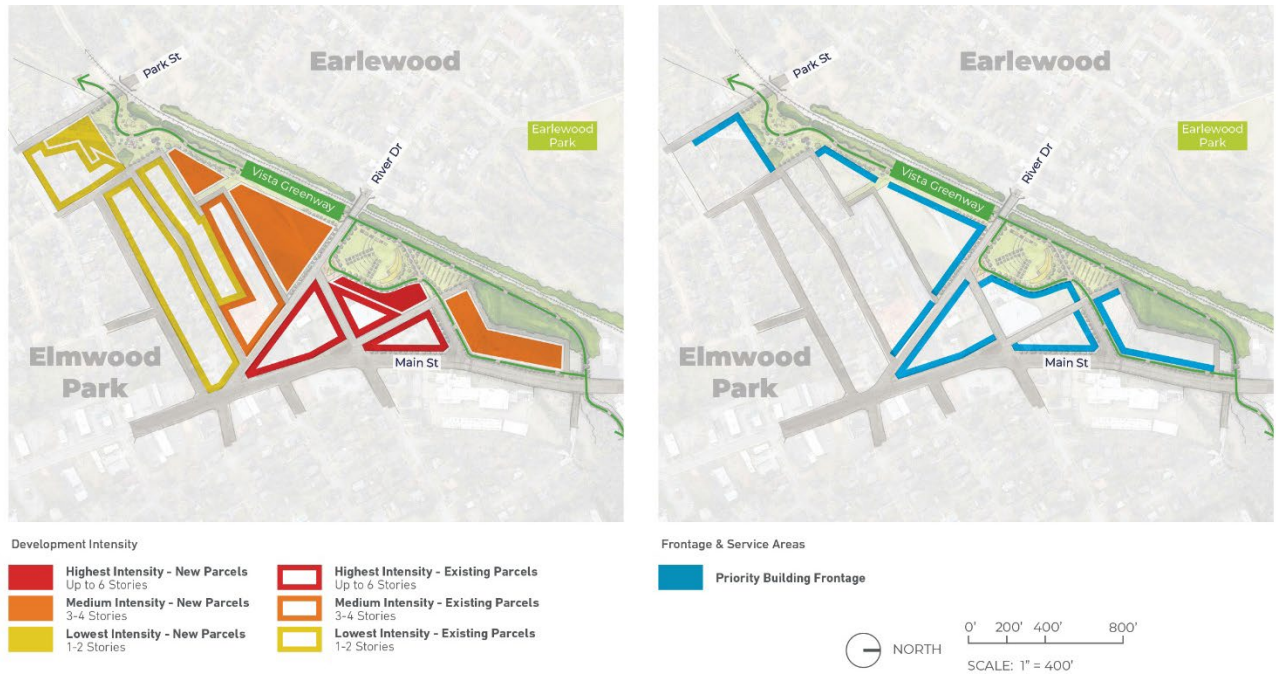 Earlewood
Park St
Earlewood
Park
River Dr
Vista Greenway
Elmwood
Park
Main St
Earlewood
Park St
Earlewood
Park
River Dr
Vista Greenway
Elmwood
Park
Main St
Development Intensity
Highest Intensity - New Parcels
Up to 6 Stories
Medium Intensity - New Parcels
3-4 Stories
Lowest Intensity - New Parcels
1-2 Stories
Highest Intensity - Existing Parcels
Up to 6 Stories
Medium Intensity - Existing Parcels
3-4 Stories
Lowest Intensity - Existing Parcels
1-2 Stories
Frontage & Service Areas
Priority Building Frontage
NORTH
0' 200' 400' 800'
SCALE: 1" = 400'